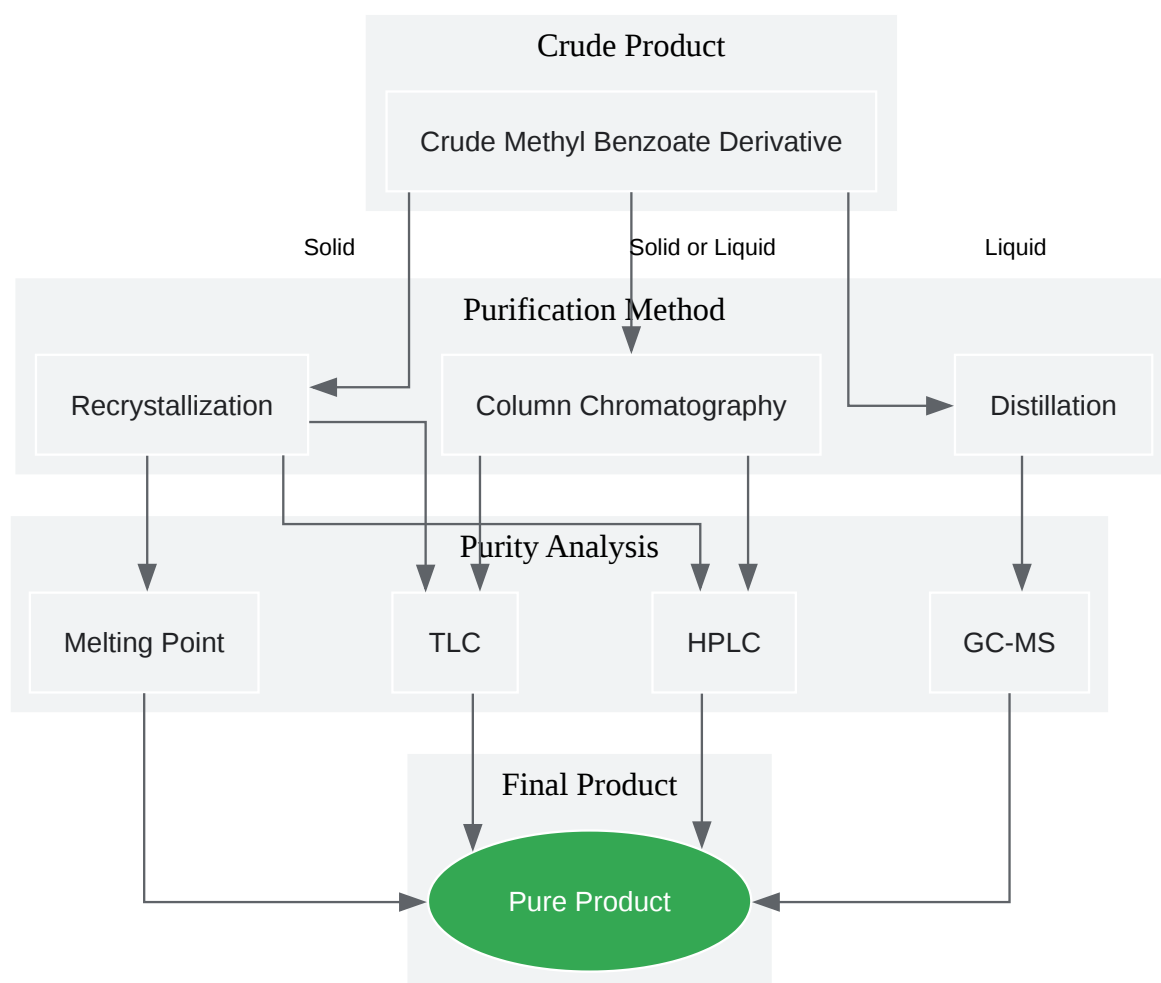 Crude Product
Crude Methyl Benzoate Derivative
Solid
Solid or Liquid
Liquid
Purification Method
Recrystallization
Column Chromatography
Distillation
Purity Analysis
Melting Point
TLC
HPLC
GC-MS
Final Product
Pure Product